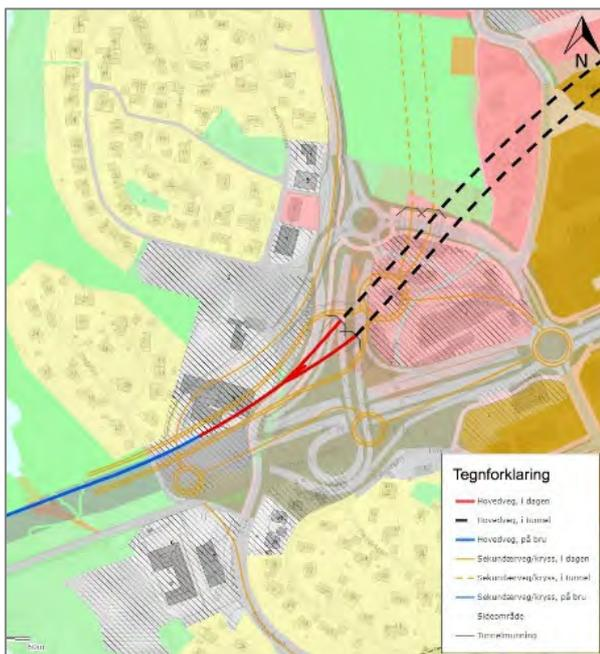 N
Tegnforklaring
Hovedveg, i dagen
Hovedveg, i tunnel
Hovedveg, på bru
Sekundærveg/kryss, i dagen
Sekundærveg/kryss, i tunnel
Sekundærveg/kryss, på bru
Sideområde
Tunnelmunning
50m